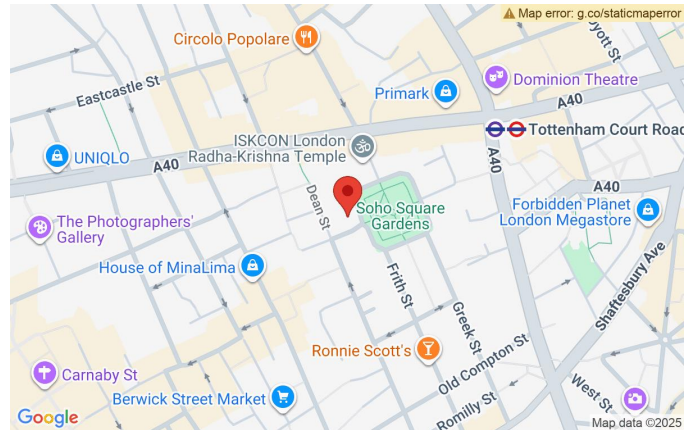 Map error: g.co/staticmaperror
Circolo Popolare
yott St
Dominion Theatre
Eastcastle St
Primark
A40
Tottenham Court Road
ISKCON London
Radha-Krishna Temple
UNIQLO
A40
A40
A40
Dean St
Soho Square
Gardens
Forbidden Planet
London Megastore
The Photographers'
Gallery
House of MinaLima
Frith St
Greek St
Shaftesbury Ave
Ronnie Scott's
Old Compton St
Carnaby St
Berwick Street Market
Romilly St
West St
Google
Map data ©2025